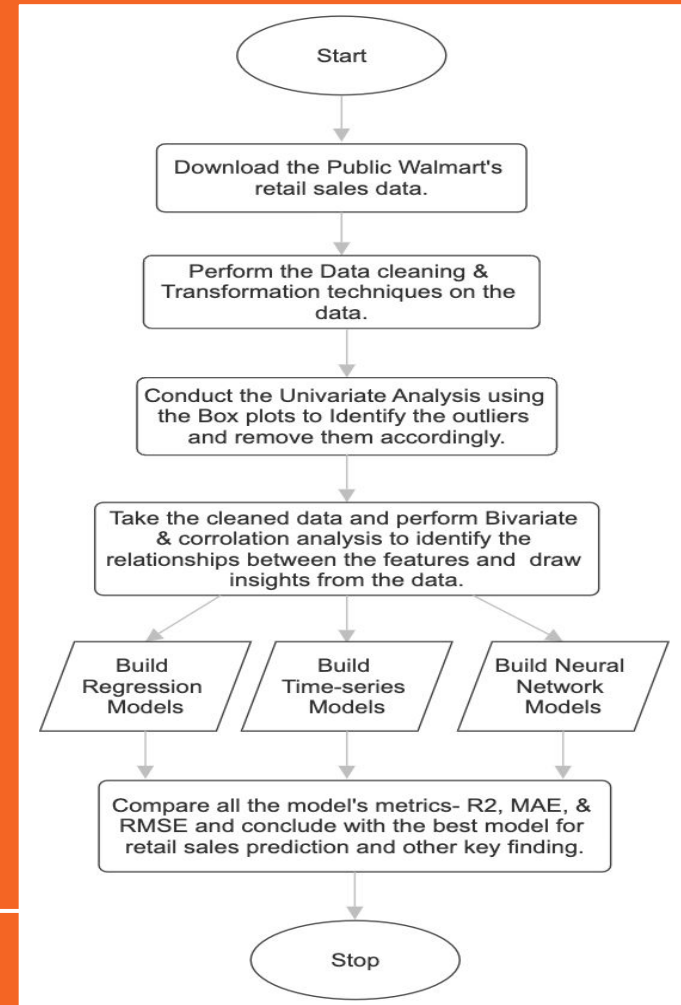 Start
Download the Public Walmart's
retail sales data.
Perform the Data cleaning &
Transformation techniques on the
data.
Conduct the Univariate Analysis using
the Box plots to Identify the outliers
and remove them accordingly.
Take the cleaned data and perform Bivariate
& corrolation analysis to identify the
relationships between the features and draw
insights from the data.
Build
Regression
Models
Build
Time-series
Models
Build Neural
Network
Models
Compare all the model's metrics- R2, MAE, &
RMSE and conclude with the best model for
retail sales prediction and other key finding.
Stop